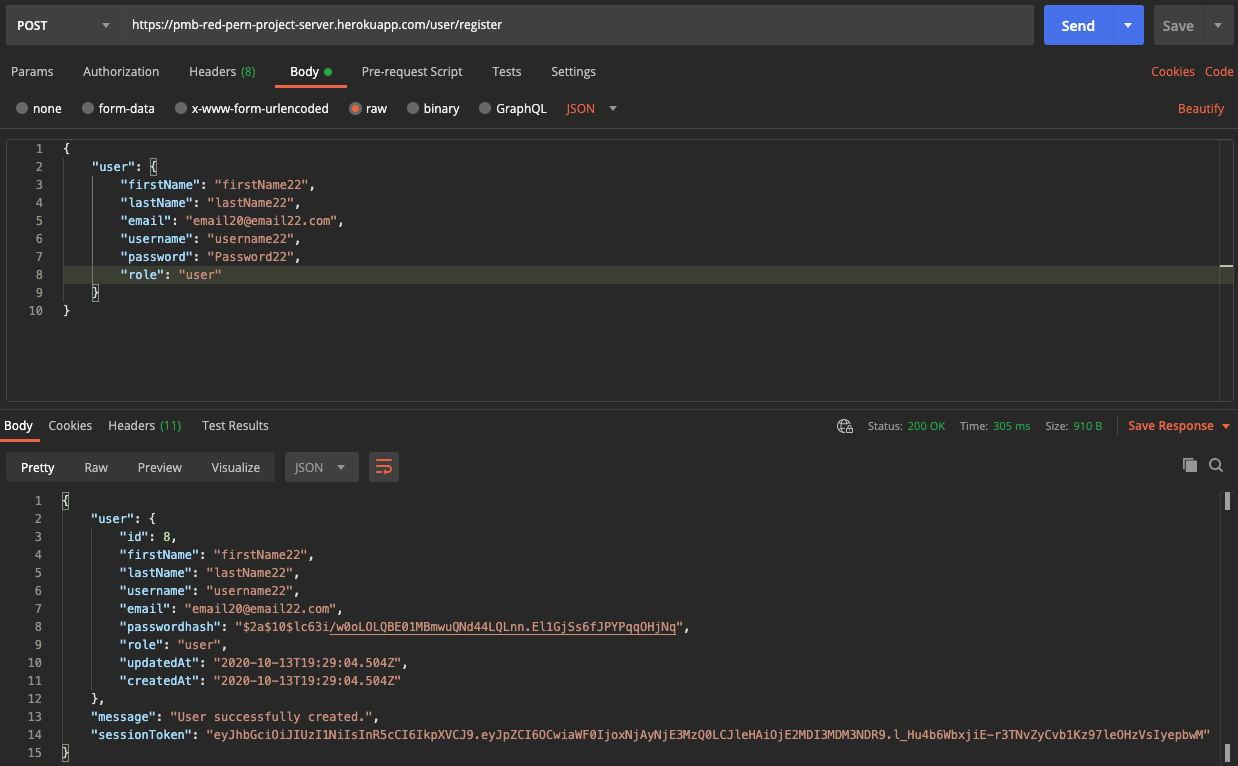 POST https://pmb-red-pern-project-server.herokuapp.com/user/register Send Save
Params Authorization Headers (8) Body Pre-request Script Tests Settings Cookies Code
none form-data x-www-form-urlencoded raw binary GraphQL JSON Beautify
1 {
2 "user": {
3 "firstName": "firstName22",
4 "lastName": "lastName22",
5 "email": "email20@email22.com",
6 "username": "username22",
7 "password": "Password22",
8 "role": "user"
9 }
10 }
Body Cookies Headers (11) Test Results Status: 200 OK Time: 305 ms Size: 910 B Save Response
Pretty Raw Preview Visualize JSON
1 {
2 "user": {
3 "id": 8,
4 "firstName": "firstName22",
5 "lastName": "lastName22",
6 "username": "username22",
7 "email": "email20@email22.com",
8 "passwordhash": "$2a$10$lc63i/w0oLOLQBE01MBmwuQNd44LQLnn.El1GjSs6fJPYPqqOHjNq",
9 "role": "user",
10 "updatedAt": "2020-10-13T19:29:04.504Z",
11 "createdAt": "2020-10-13T19:29:04.504Z"
12 },
13 "message": "User successfully created.",
14 "sessionToken": "eyJhbGciOiJIUzI1NiIsInR5cCI6IkpXVCJ9.eyJpZCI6OCwiaWF0IjoxNjAyNjE3MzQ0LCJleHAiOjE2MDI3MDM3NDR9.l_Hu4b6WbxjiE-r3TNvZyCvb1Kz97leOHzVsIyepbwM"
15 }